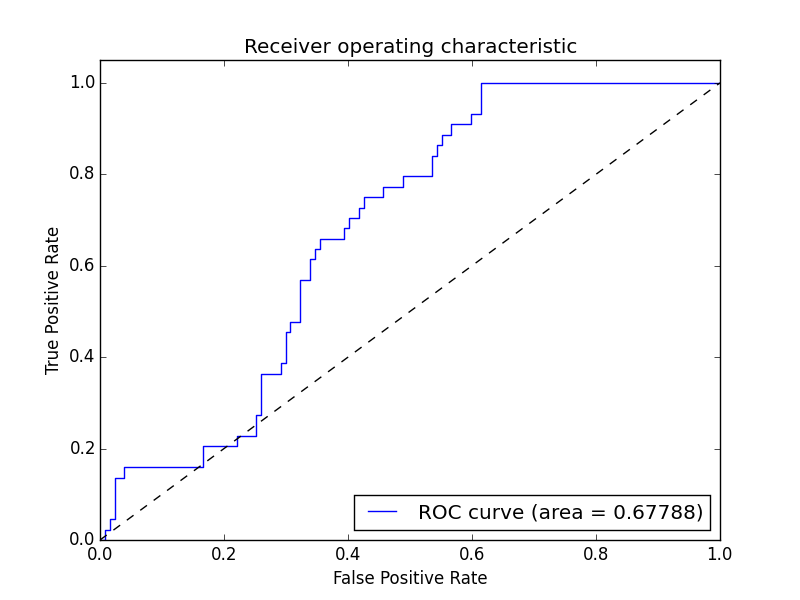 Receiver operating characteristic
1.0
0.8
0.6
0.4
0.2
0.0
True Positive Rate
ROC curve (area = 0.67788)
0.0 0.2 0.4 0.6 0.8 1.0
False Positive Rate